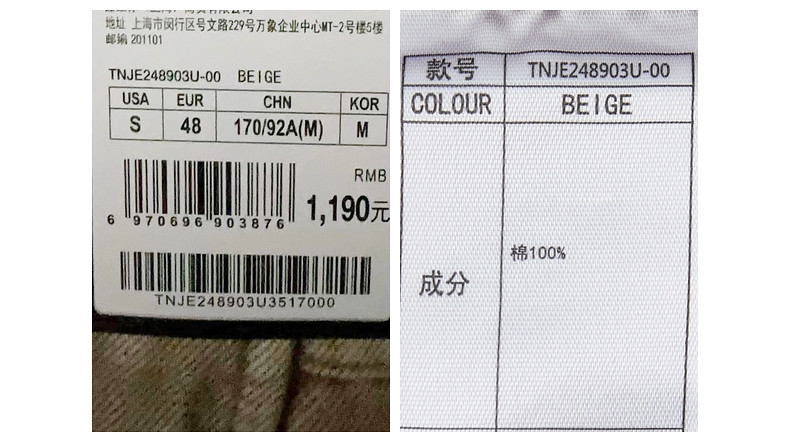 地址 上海市闵行区号文路229号万象企业中心MT-2号楼5楼
邮编 201101
TNJE248903U-00 BEIGE
USA EUR CHN KOR
S 48 170/92A(M) M
RMB
1,190元
6 970696 903876
TNJE248903U3517000
款号 TNJE248903U-00
COLOUR BEIGE
成分 棉100%